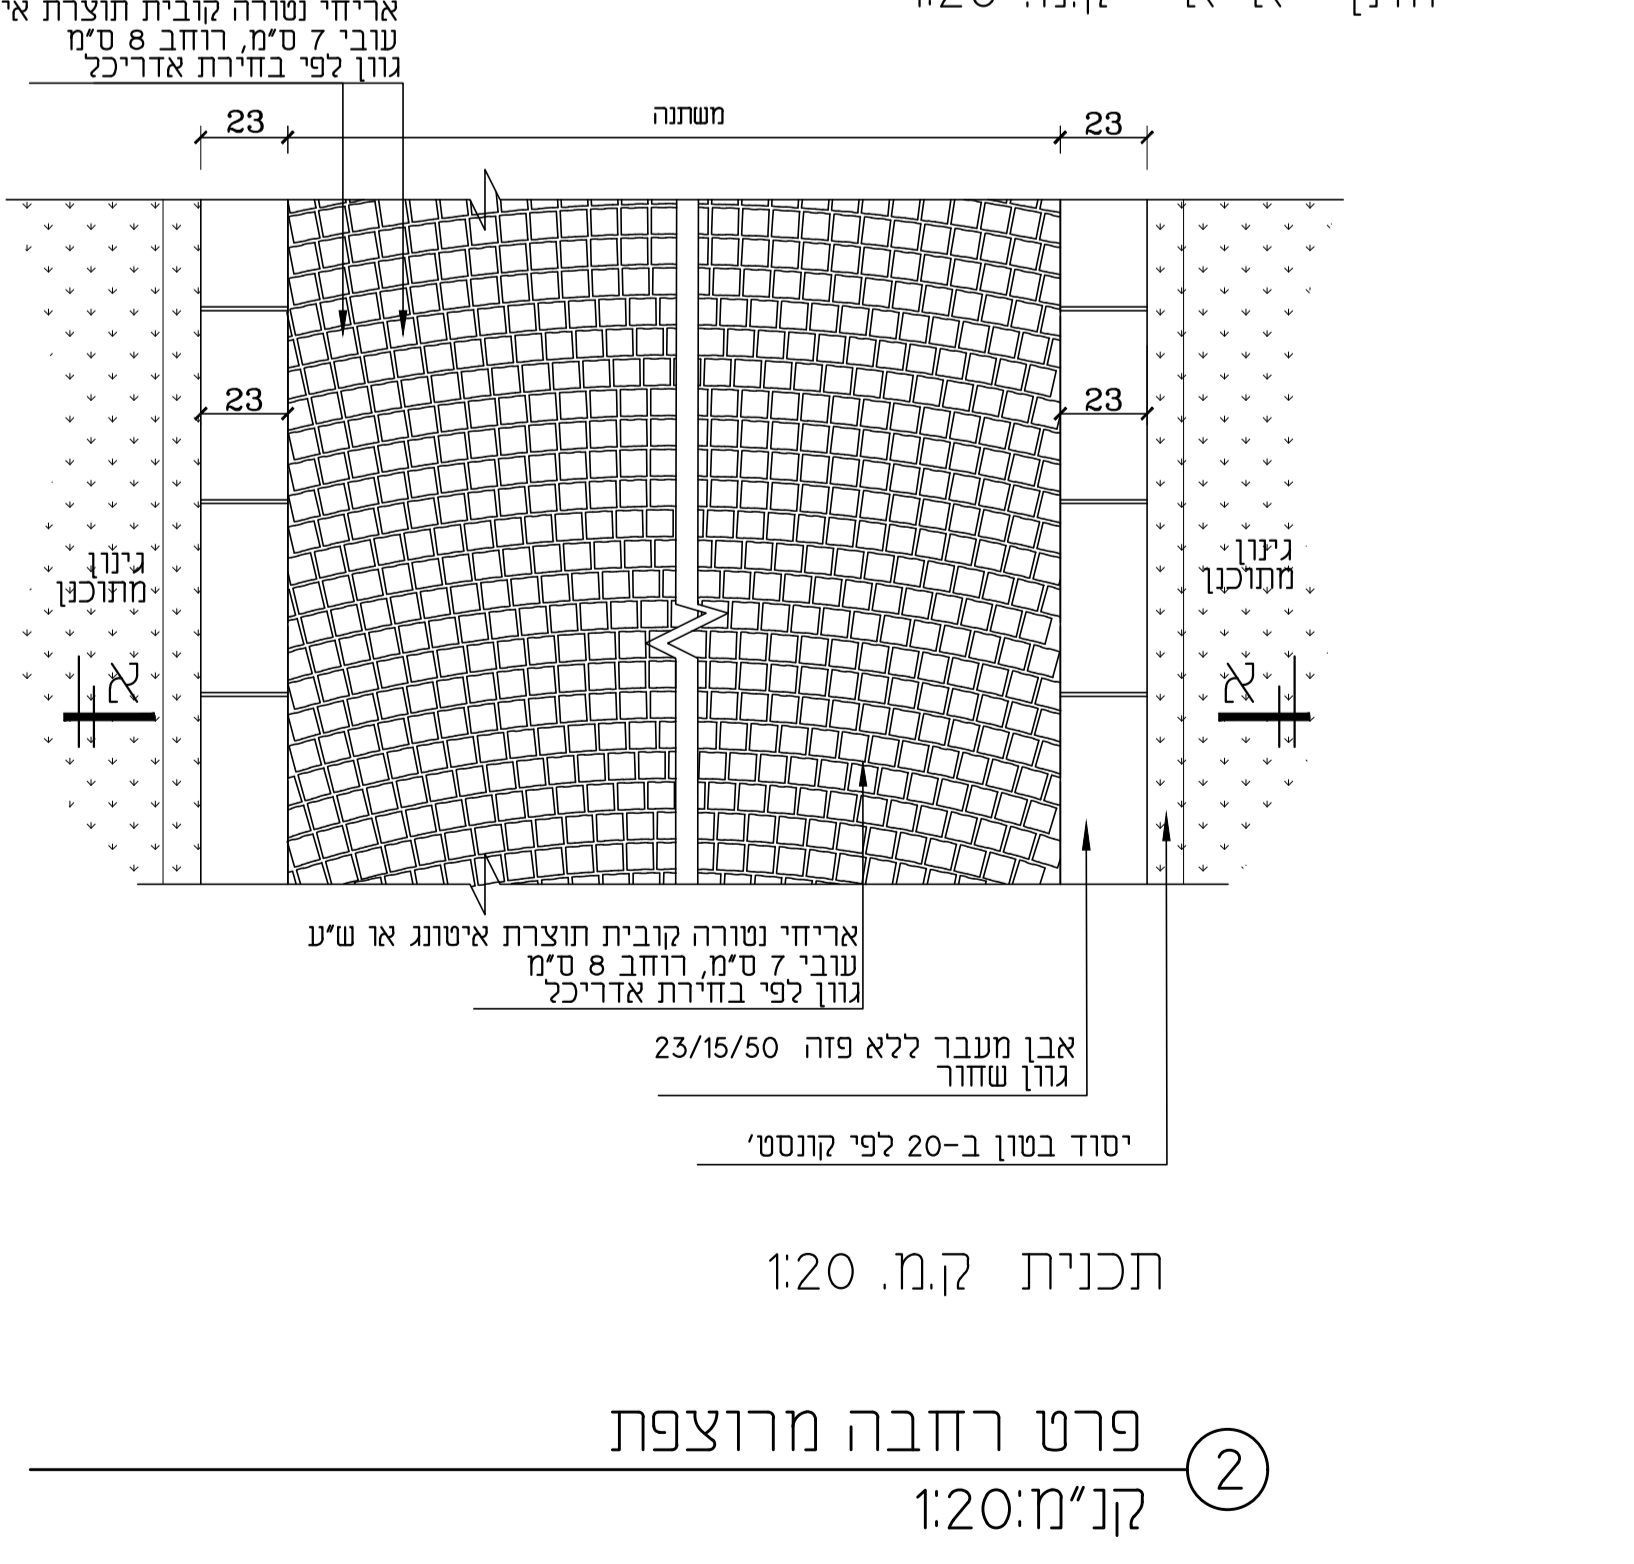 אריחי נטורה קובית תוצרת אי
עובי 7 ס"מ, רוחב 8 ס"מ
גוון לפי בחירת אדריכל
23
משתנה
23
23
23
גינון
מתוכנן
גינון
מתוכנן
א
א
אריחי נטורה קובית תוצרת איטונג או ש"ע
עובי 7 ס"מ, רוחב 8 ס"מ
גוון לפי בחירת אדריכל
אבן מעבר ללא פזה 23/15/50
גוון שחור
יסוד בטון ב-20 לפי קונסט'
תכנית ק.מ. 1:20
פרט רחבה מרוצפת
2
קנ"מ:1:20